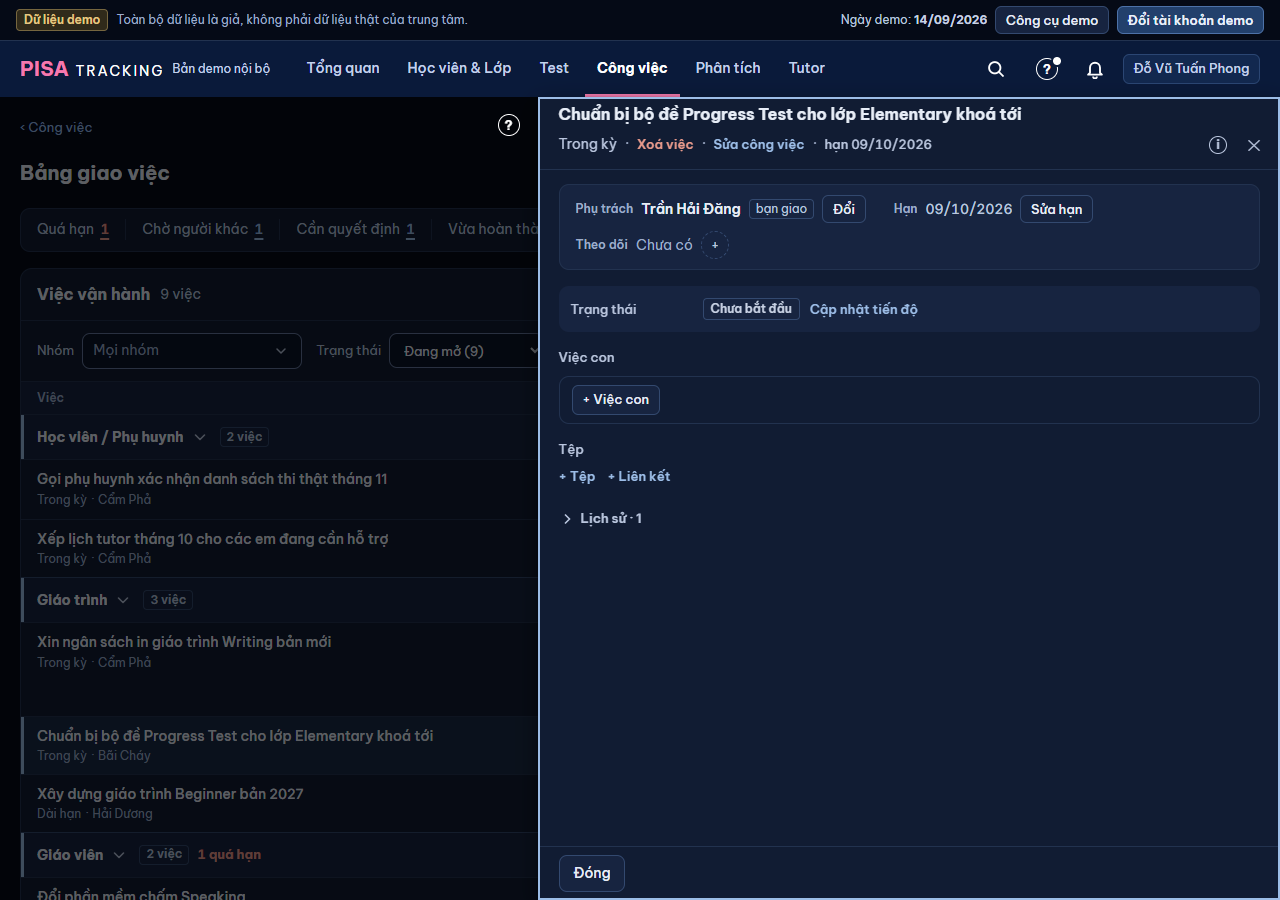 Dữ liệu demo Toàn bộ dữ liệu là giả, không phải dữ liệu thật của trung tâm. Ngày demo: 14/09/2026 Công cụ demo Đổi tài khoản demo
PISA TRACKING Bản demo nội bộ Tổng quan Học viên & Lớp Test Công việc Phân tích Tutor ? Đỗ Vũ Tuấn Phong
‹ Công việc ?
Bảng giao việc
Quá hạn 1 Chờ người khác 1 Cần quyết định 1 Vừa hoàn thà
Việc vận hành 9 việc
Nhóm Mọi nhóm Trạng thái Đang mở (9)
Việc
Học viên / Phụ huynh 2 việc
Gọi phụ huynh xác nhận danh sách thi thật tháng 11
Trong kỳ · Cẩm Phả
Xếp lịch tutor tháng 10 cho các em đang cần hỗ trợ
Trong kỳ · Cẩm Phả
Giáo trình 3 việc
Xin ngân sách in giáo trình Writing bản mới
Trong kỳ · Cẩm Phả
Chuẩn bị bộ đề Progress Test cho lớp Elementary khoá tới
Trong kỳ · Bãi Cháy
Xây dựng giáo trình Beginner bản 2027
Dài hạn · Hải Dương
Giáo viên 2 việc 1 quá hạn
Đổi phần mềm chấm Speaking
Chuẩn bị bộ đề Progress Test cho lớp Elementary khoá tới
Trong kỳ · Xoá việc · Sửa công việc · hạn 09/10/2026
Phụ trách Trần Hải Đăng bạn giao Đổi Hạn 09/10/2026 Sửa hạn
Theo dõi Chưa có +
Trạng thái Chưa bắt đầu Cập nhật tiến độ
Việc con
+ Việc con
Tệp
+ Tệp + Liên kết
Lịch sử · 1
Đóng